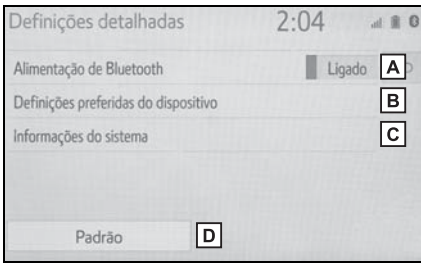 Definições detalhadas 2:04
Alimentação de Bluetooth Ligado A
Definições preferidas do dispositivo B
Informações do sistema C
Padrão D